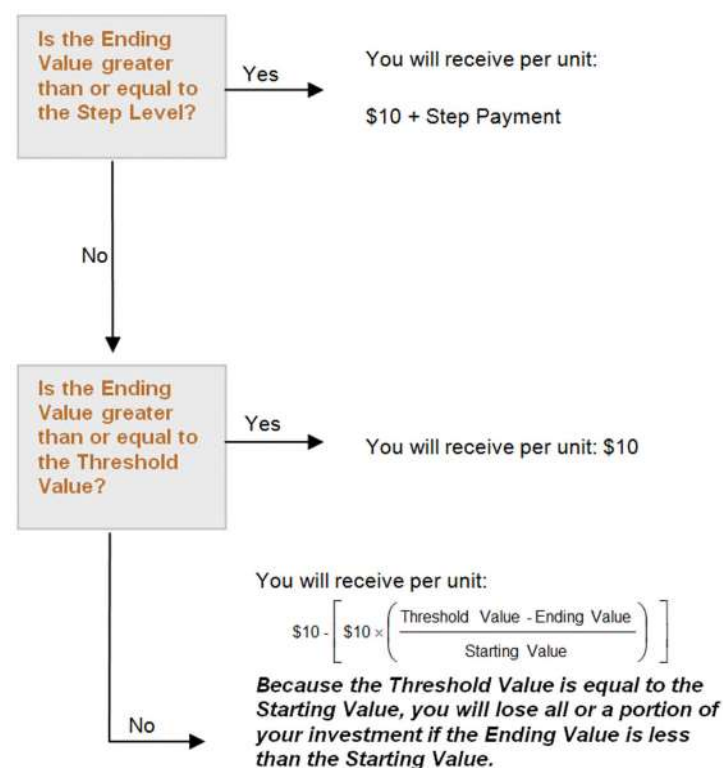 Is the Ending
Value greater
than or equal to
the Step Level?
Yes
You will receive per unit:
$10 + Step Payment
No
Is the Ending
Value greater
than or equal to
the Threshold
Value?
Yes
You will receive per unit: $10
No
You will receive per unit:
$10 - [ $10 × ( Threshold Value - Ending Value / Starting Value ) ]
Because the Threshold Value is equal to the
Starting Value, you will lose all or a portion of
your investment if the Ending Value is less
than the Starting Value.